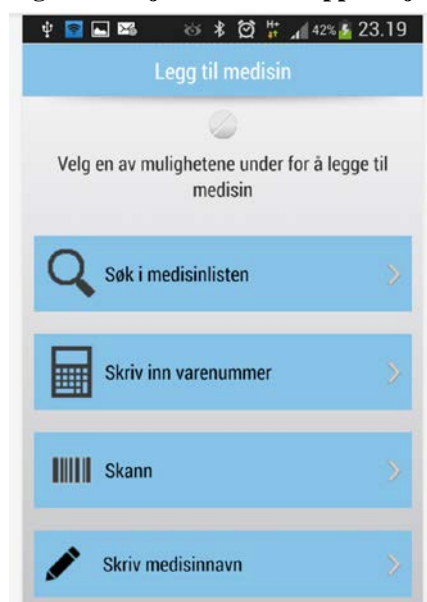 H+ 42% 23.19
Legg til medisin
Velg en av mulighetene under for å legge til
medisin
Søk i medisinlisten
Skriv inn varenummer
Skann
Skriv medisinnavn